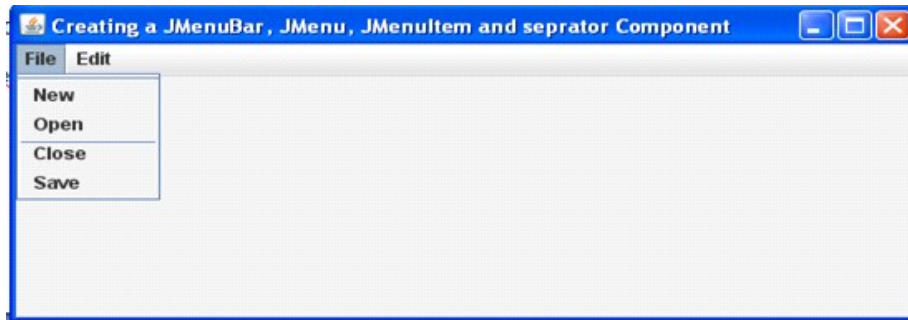 Creating a JMenuBar, JMenu, JMenuItem and seprator Component
File Edit
New
Open
Close
Save